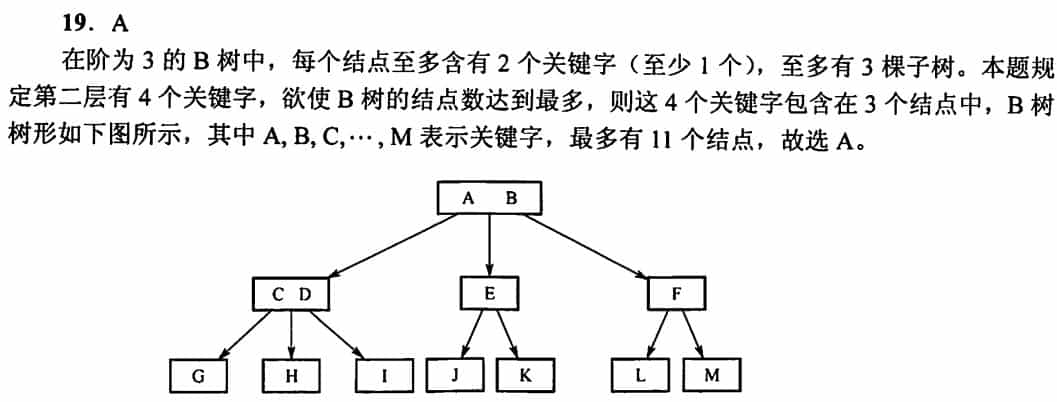 19. A
在阶为 3 的 B 树中，每个结点至多含有 2 个关键字（至少 1 个），至多有 3 棵子树。本题规
定第二层有 4 个关键字，欲使 B 树的结点数达到最多，则这 4 个关键字包含在 3 个结点中，B 树
树形如下图所示，其中 A, B, C,⋯, M 表示关键字，最多有 11 个结点，故选 A。
A B
C D E F
G H I J K L M